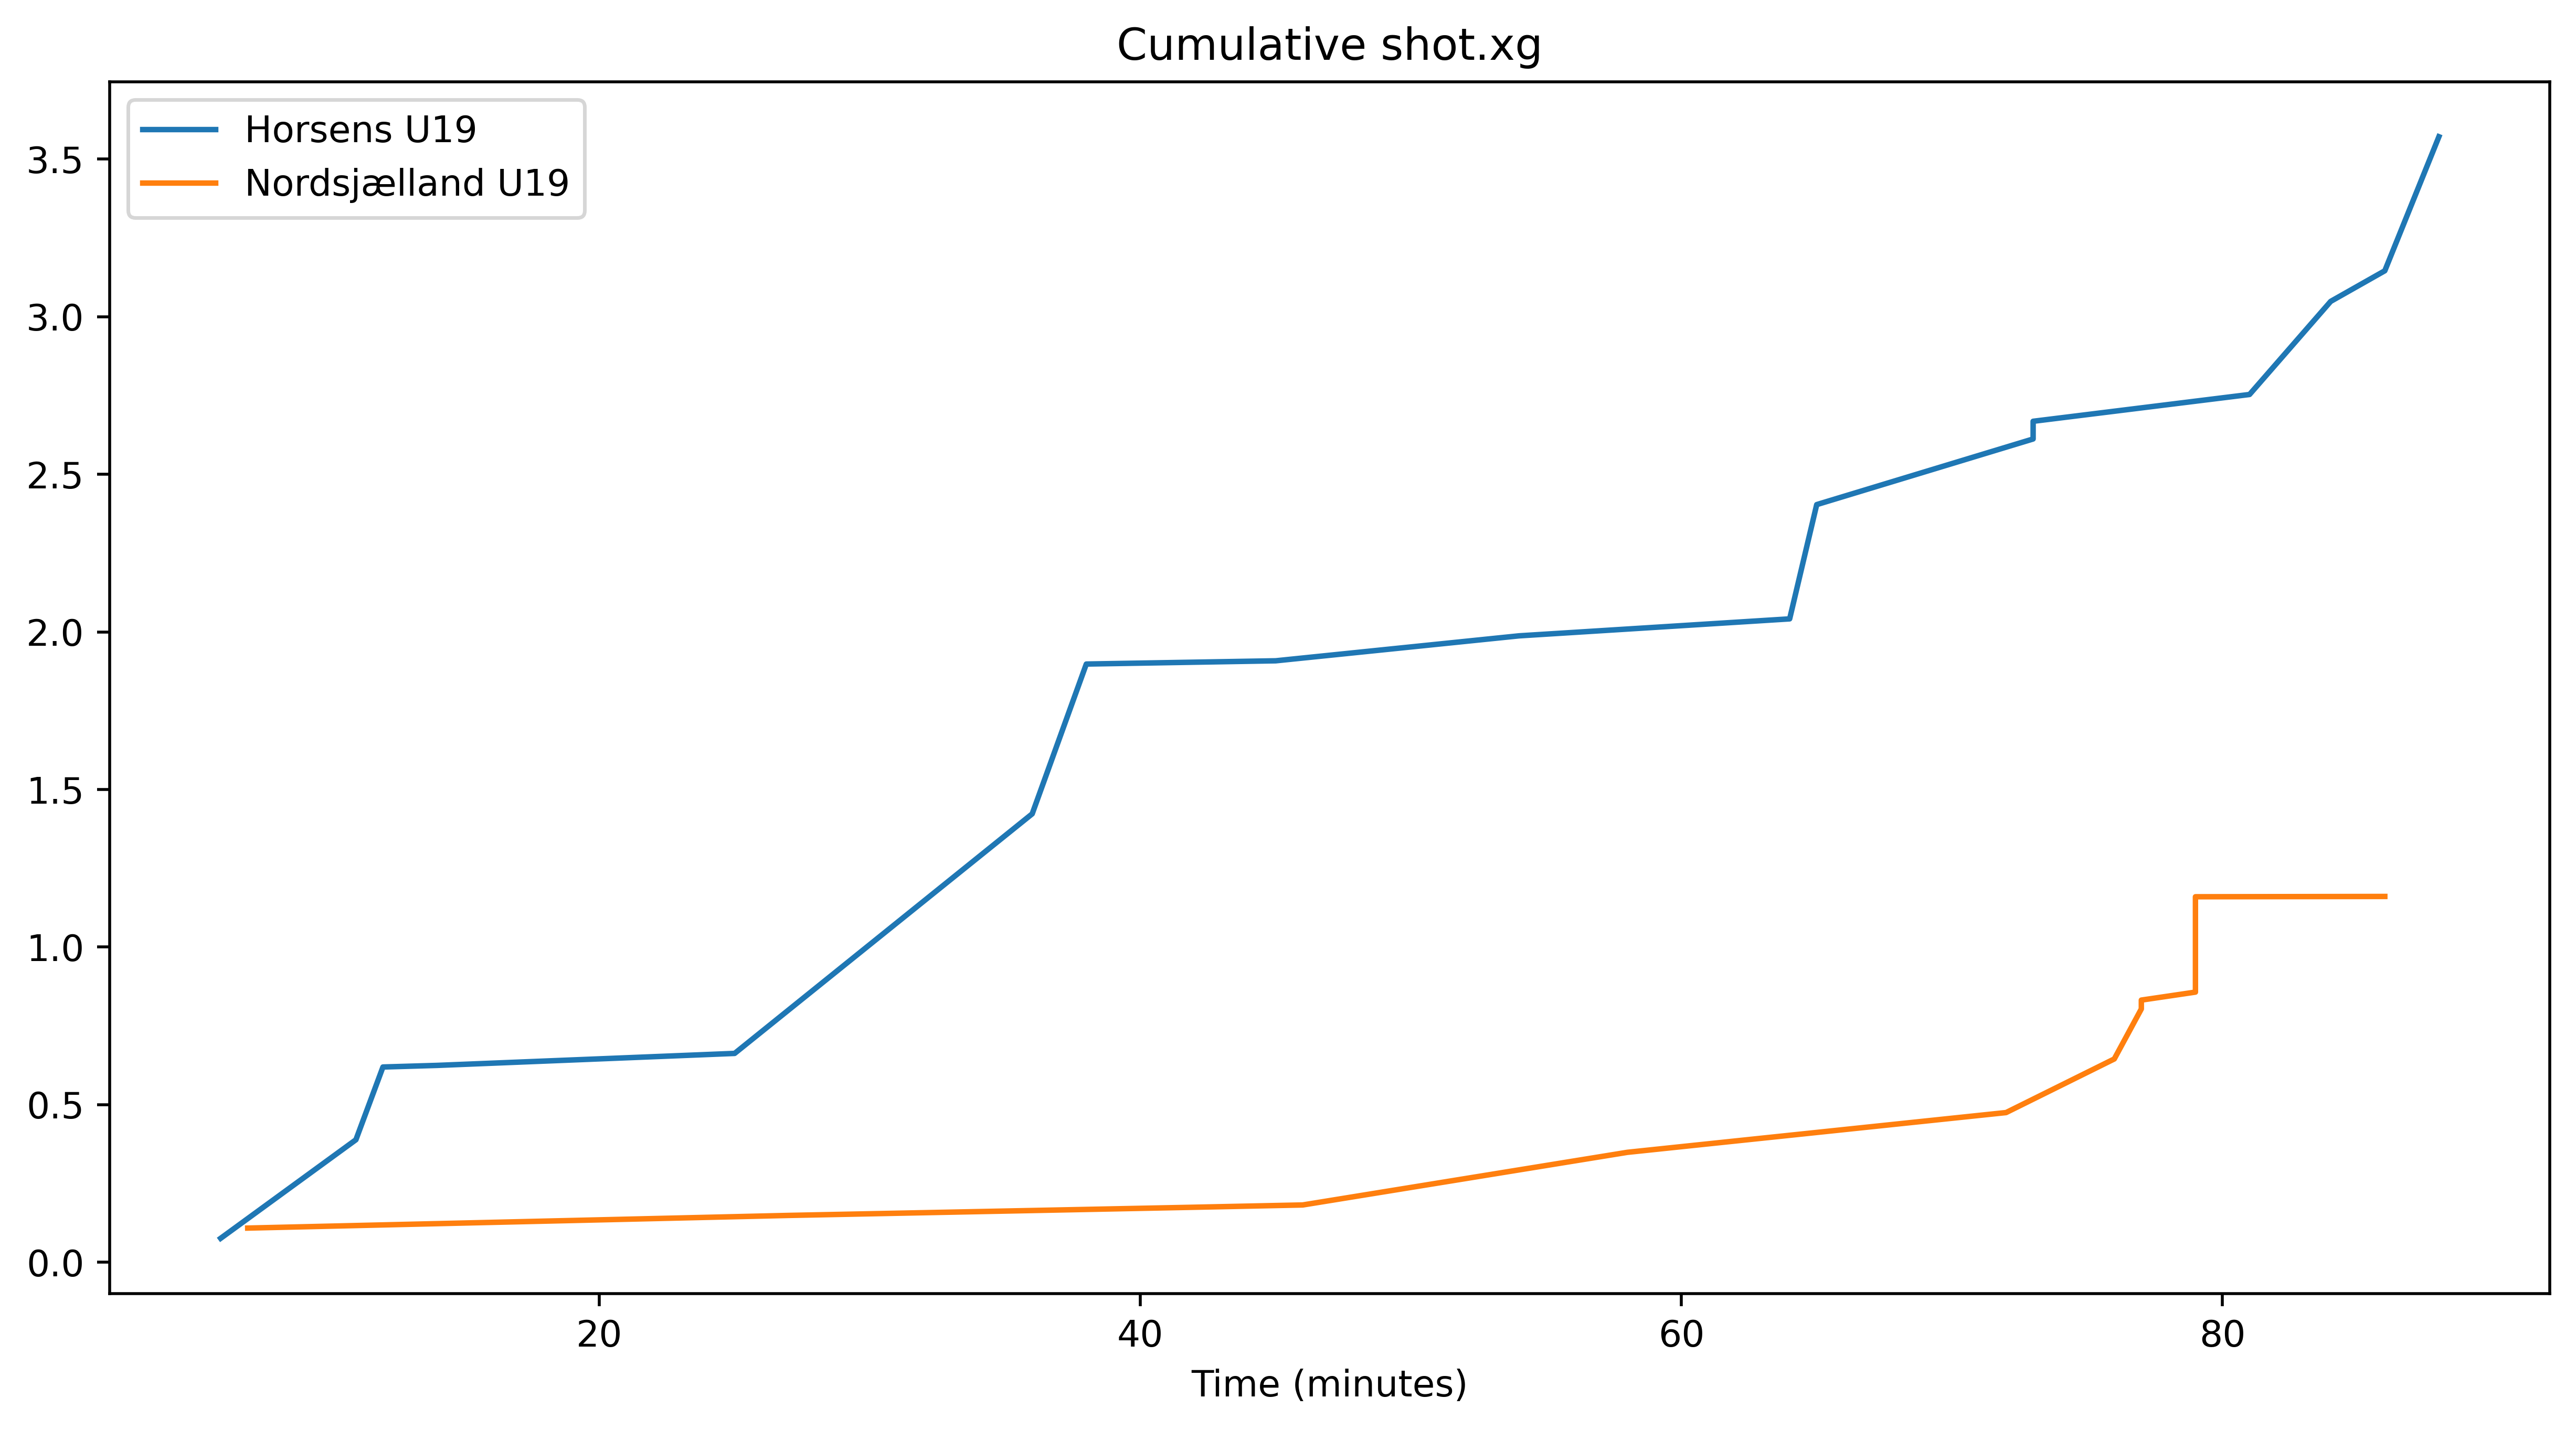 Cumulative shot.xg
Horsens U19
Nordsjælland U19
3.5
3.0
2.5
2.0
1.5
1.0
0.5
0.0
20 40 60 80
Time (minutes)